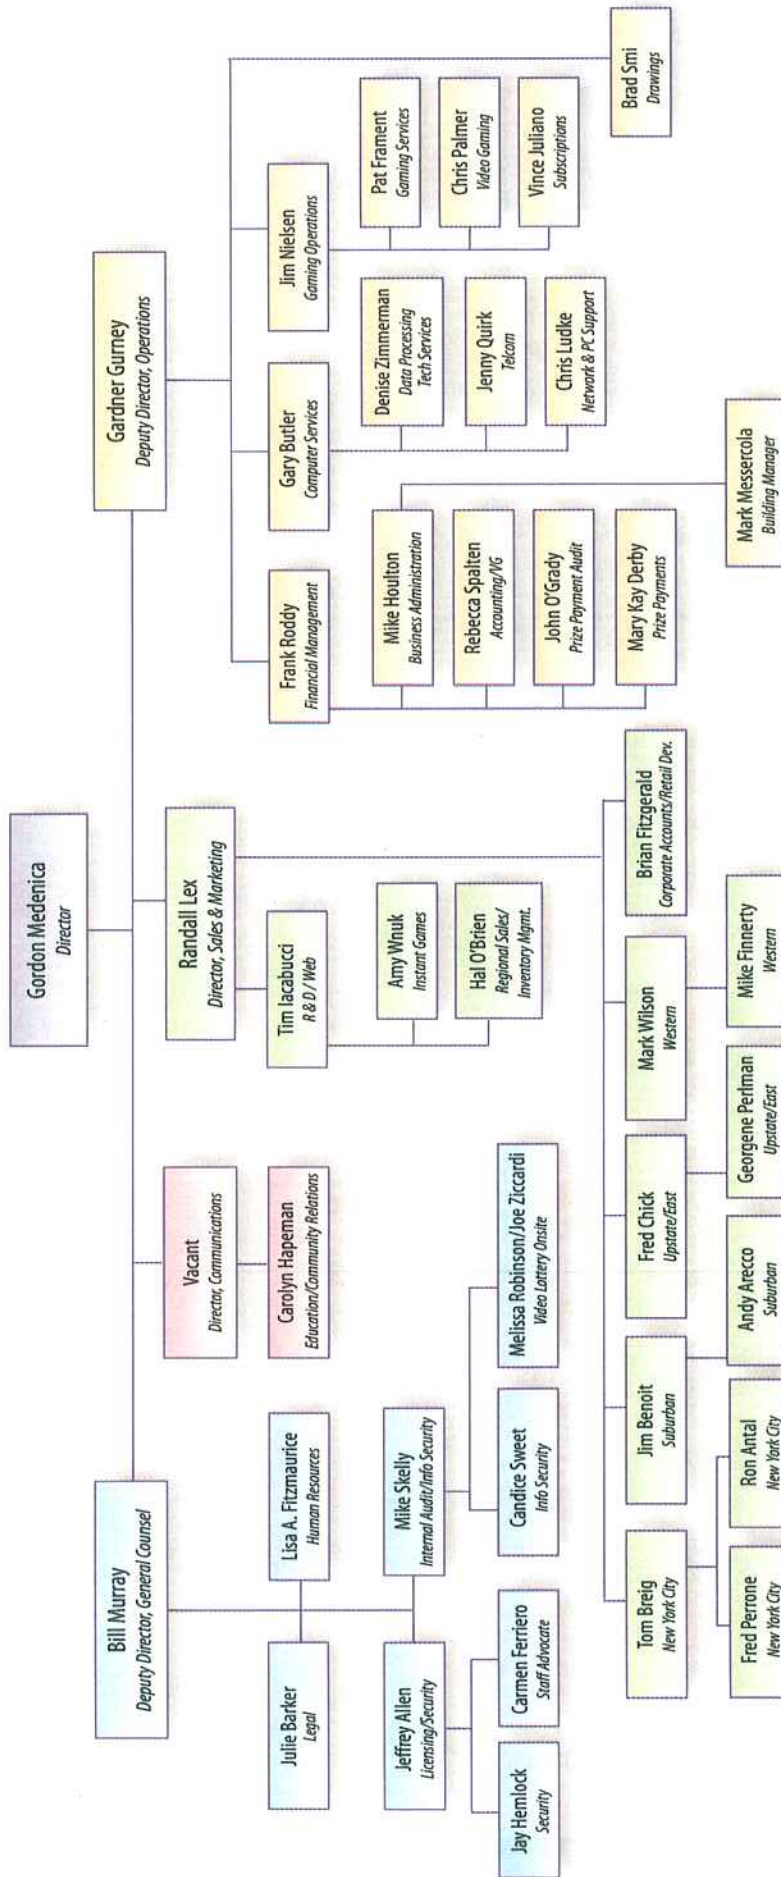 Gordon Medenica
Director
Bill Murray
Deputy Director, General Counsel
Gardner Gurney
Deputy Director, Operations
Vacant
Director, Communications
Randall Lex
Director, Sales & Marketing
Julie Barker
Legal
Lisa A. Fitzmaurice
Human Resources
Carolyn Hapeman
Education/Community Relations
Tim Iacabucci
R & D / Web
Frank Roddy
Financial Management
Gary Butler
Computer Services
Jim Nielsen
Gaming Operations
Jeffrey Allen
Licensing/Security
Mike Skelly
Internal Audit/Info Security
Amy Wnuk
Instant Games
Hal O'Brien
Regional Sales/
Inventory Mgmt.
Mike Houlton
Business Administration
Rebecca Spalten
Accounting/VG
John O'Grady
Prize Payment Audit
Mary Kay Derby
Prize Payments
Denise Zimmerman
Data Processing
Tech Services
Jenny Quirk
Telcom
Chris Ludke
Network & PC Support
Pat Frament
Gaming Services
Chris Palmer
Video Gaming
Vince Juliano
Subscriptions
Jay Hemlock
Security
Carmen Ferriero
Staff Advocate
Candice Sweet
Info Security
Melissa Robinson/Joe Ziccardi
Video Lottery Onsite
Brad Smi
Drawings
Tom Breig
New York City
Jim Benoit
Suburban
Fred Chick
Upstate/East
Mark Wilson
Western
Brian Fitzgerald
Corporate Accounts/Retail Dev.
Fred Perrone
New York City
Ron Antal
New York City
Andy Arecco
Suburban
Georgene Perlman
Upstate/East
Mike Finnerty
Western
Mark Messercola
Building Manager